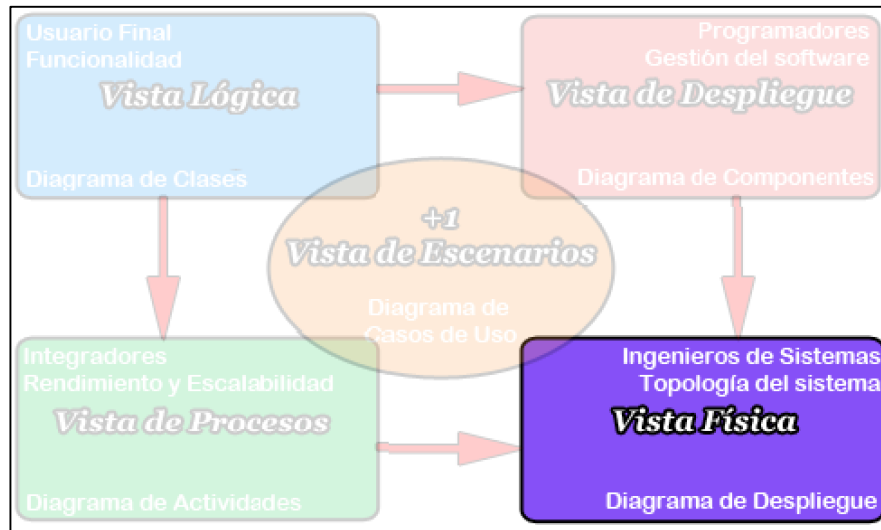 Usuario Final
Funcionalidad
Vista Lógica
Diagrama de Clases
Programadores
Gestión del software
Vista de Despliegue
Diagrama de Componentes
+1
Vista de Escenarios
Diagrama de
Casos de Uso
Integradores
Rendimiento y Escalabilidad
Vista de Procesos
Diagrama de Actividades
Ingenieros de Sistemas
Topología del sistema
Vista Física
Diagrama de Despliegue